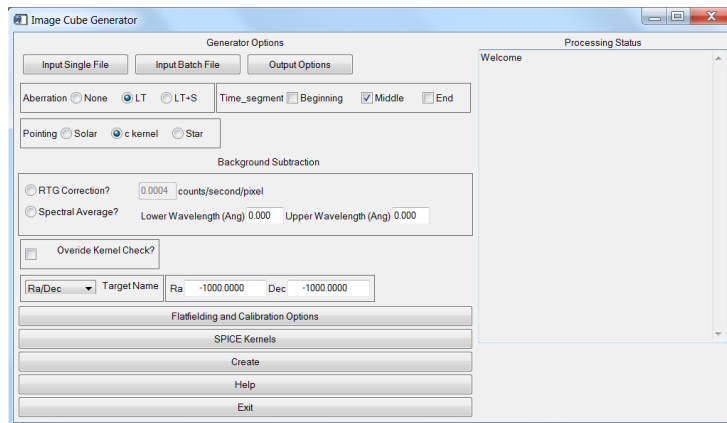 Image Cube Generator
Generator Options
Processing Status
Input Single File Input Batch File Output Options
Welcome
Aberration None LT LT+S Time_segment Beginning Middle End
Pointing Solar c kernel Star
Background Subtraction
RTG Correction? 0.0004 counts/second/pixel
Spectral Average? Lower Wavelength (Ang) 0.000 Upper Wavelength (Ang) 0.000
Overide Kernel Check?
Ra/Dec Target Name Ra -1000.0000 Dec -1000.0000
Flatfielding and Calibration Options
SPICE Kernels
Create
Help
Exit